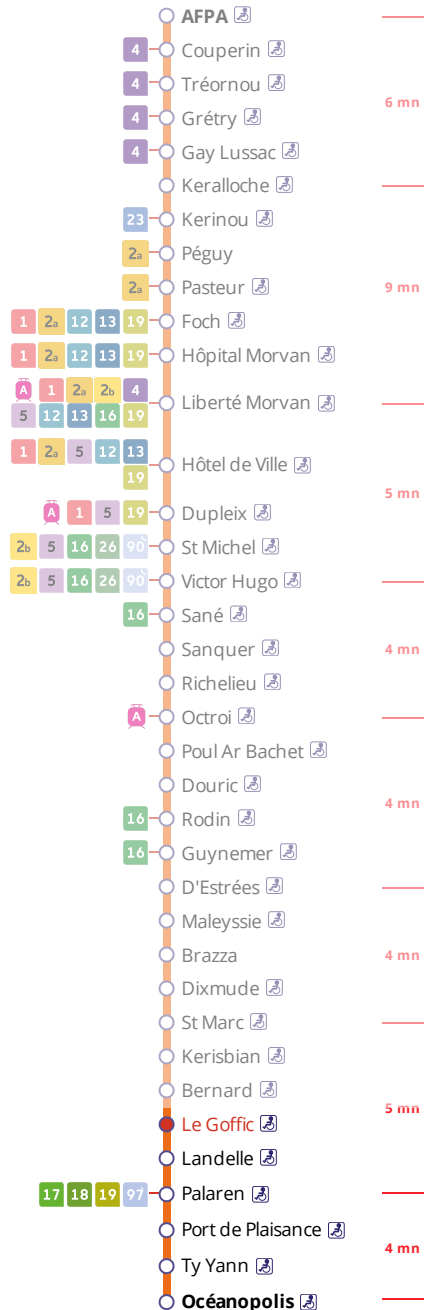 AFPA
4 Couperin
4 Tréornou
6 mn
4 Grétry
4 Gay Lussac
Keralloche
23 Kerinou
2a Péguy
2a Pasteur
9 mn
1 2a 12 13 19 Foch
1 2a 12 13 19 Hôpital Morvan
A 1 2a 2b 4
Liberté Morvan
5 12 13 16 19
1 2a 5 12 13
Hôtel de Ville
19
5 mn
A 1 5 19 Dupleix
2b 5 16 26 90 St Michel
2b 5 16 26 90 Victor Hugo
16 Sané
Sanquer
4 mn
Richelieu
A Octroi
Poul Ar Bachet
Douric
4 mn
16 Rodin
16 Guynemer
D'Estrées
Maleyssie
Brazza
4 mn
Dixmude
St Marc
Kerisbian
Bernard
5 mn
Le Goffic
Landelle
17 18 19 97 Palaren
Port de Plaisance
4 mn
Ty Yann
Océanopolis